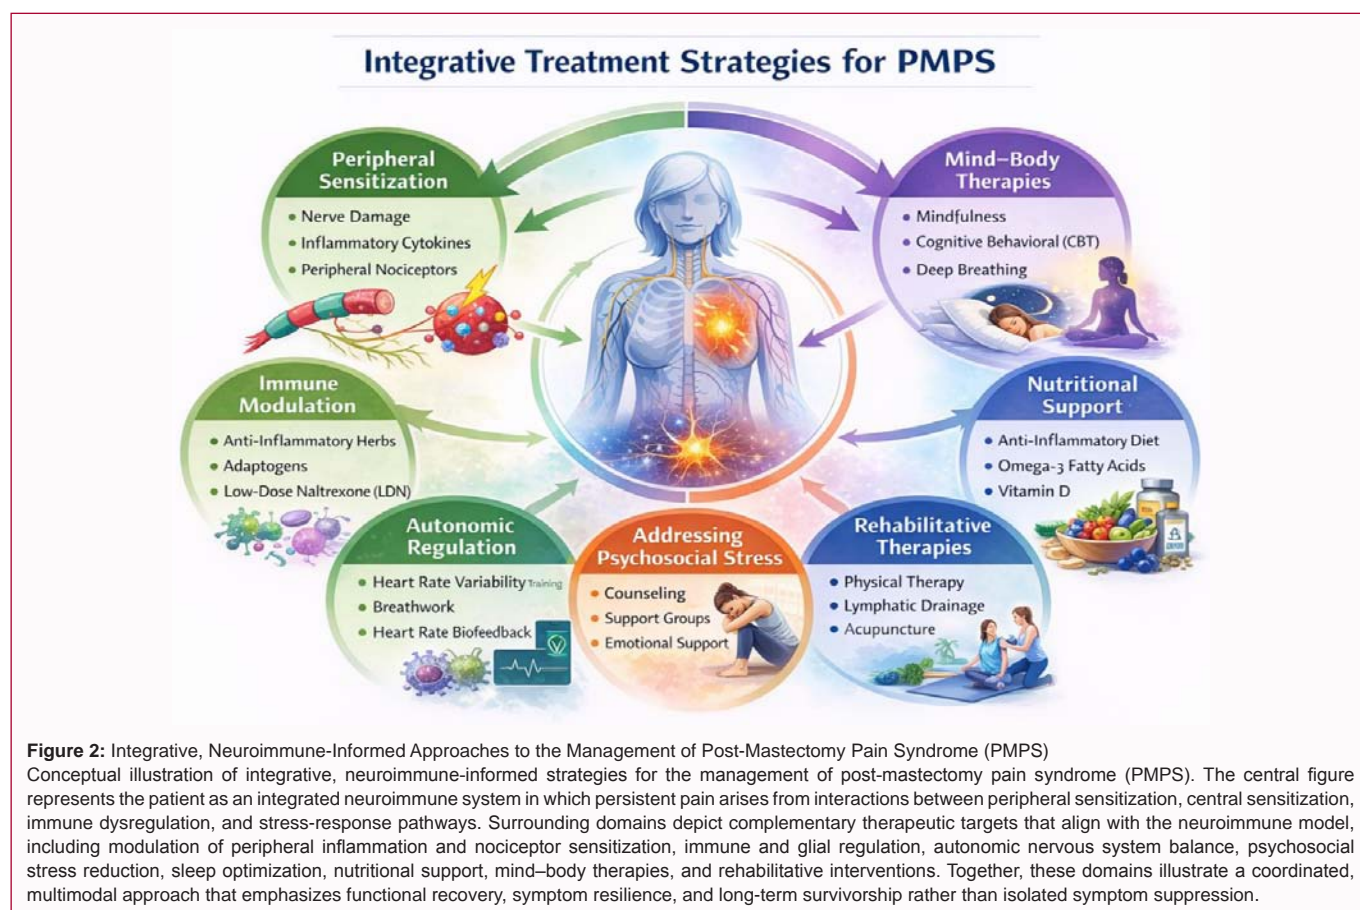 Integrative Treatment Strategies for PMPS
Peripheral
Sensitization
• Nerve Damage
• Inflammatory Cytokines
• Peripheral Nociceptors
Mind–Body
Therapies
• Mindfulness
• Cognitive Behavioral (CBT)
• Deep Breathing
Immune
Modulation
• Anti-Inflammatory Herbs
• Adaptogens
• Low-Dose Naltrexone (LDN)
Nutritional
Support
• Anti-Inflammatory Diet
• Omega-3 Fatty Acids
• Vitamin D
Autonomic
Regulation
• Heart Rate Variability Training
• Breathwork
• Heart Rate Biofeedback
Addressing
Psychosocial Stress
• Counseling
• Support Groups
• Emotional Support
Rehabilitative
Therapies
• Physical Therapy
• Lymphatic Drainage
• Acupuncture
Figure 2: Integrative, Neuroimmune-Informed Approaches to the Management of Post-Mastectomy Pain Syndrome (PMPS)
Conceptual illustration of integrative, neuroimmune-informed strategies for the management of post-mastectomy pain syndrome (PMPS). The central figure
represents the patient as an integrated neuroimmune system in which persistent pain arises from interactions between peripheral sensitization, central sensitization,
immune dysregulation, and stress-response pathways. Surrounding domains depict complementary therapeutic targets that align with the neuroimmune model,
including modulation of peripheral inflammation and nociceptor sensitization, immune and glial regulation, autonomic nervous system balance, psychosocial
stress reduction, sleep optimization, nutritional support, mind–body therapies, and rehabilitative interventions. Together, these domains illustrate a coordinated,
multimodal approach that emphasizes functional recovery, symptom resilience, and long-term survivorship rather than isolated symptom suppression.